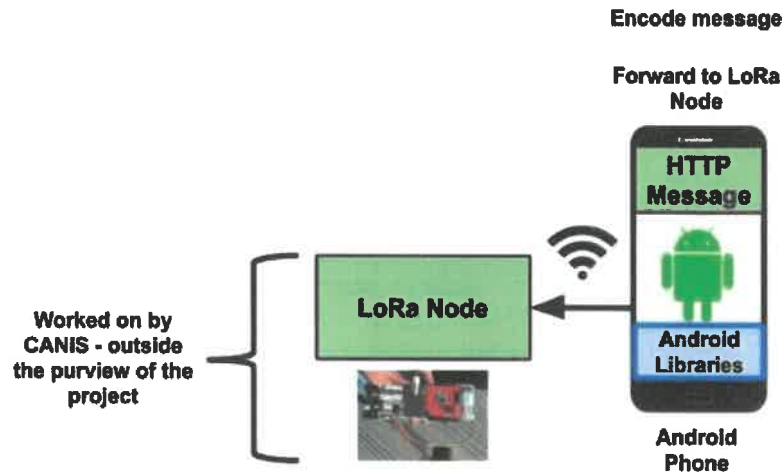 Encode message
Forward to LoRa
Node
HTTP
Message
LoRa Node
Worked on by
CANIS - outside
the purview of the
project
Android
Libraries
Android
Phone